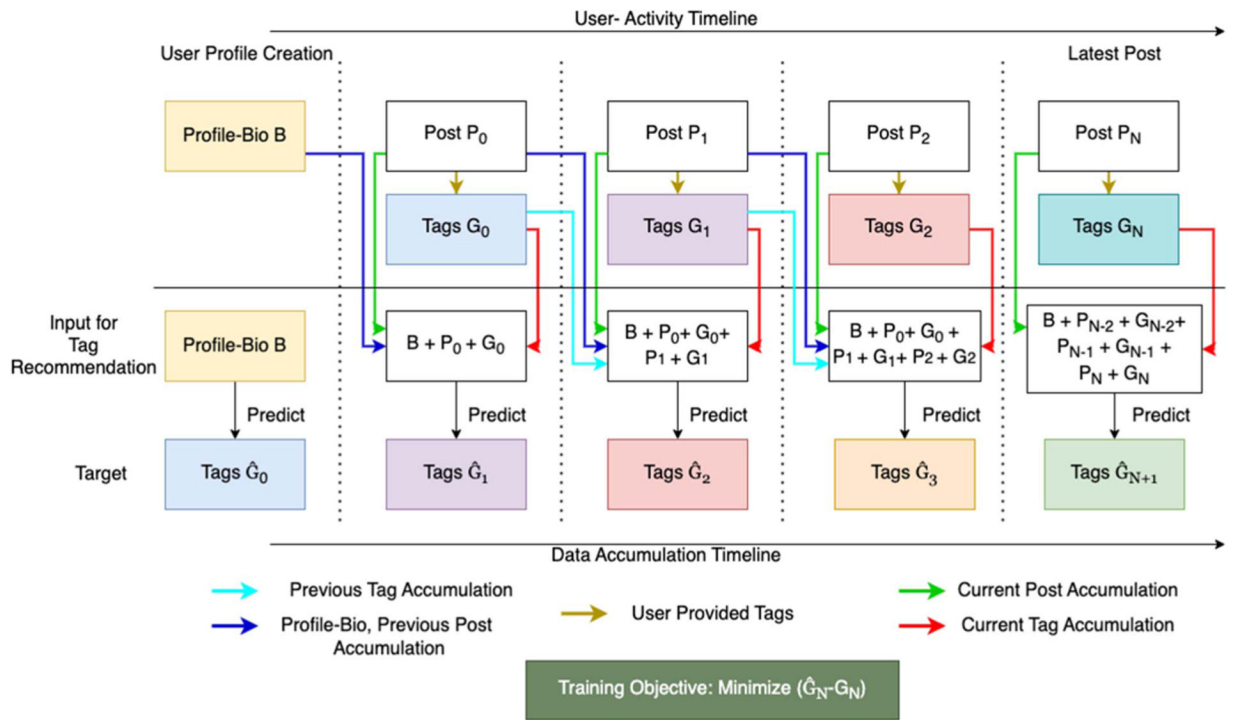 User- Activity Timeline
User Profile Creation
Latest Post
Profile-Bio B
Post P0
Post P1
Post P2
Post PN
Tags G0
Tags G1
Tags G2
Tags GN
Input for
Tag
Recommendation
Profile-Bio B
B + P0 + G0
B + P0+ G0+
P1 + G1
B + P0+ G0 +
P1 + G1+ P2 + G2
B + PN-2 + GN-2+
PN-1 + GN-1 +
PN + GN
Predict
Predict
Predict
Predict
Predict
Target
Tags Ĝ0
Tags Ĝ1
Tags Ĝ2
Tags Ĝ3
Tags ĜN+1
Data Accumulation Timeline
Previous Tag Accumulation
Profile-Bio, Previous Post
Accumulation
User Provided Tags
Current Post Accumulation
Current Tag Accumulation
Training Objective: Minimize (ĜN-GN)